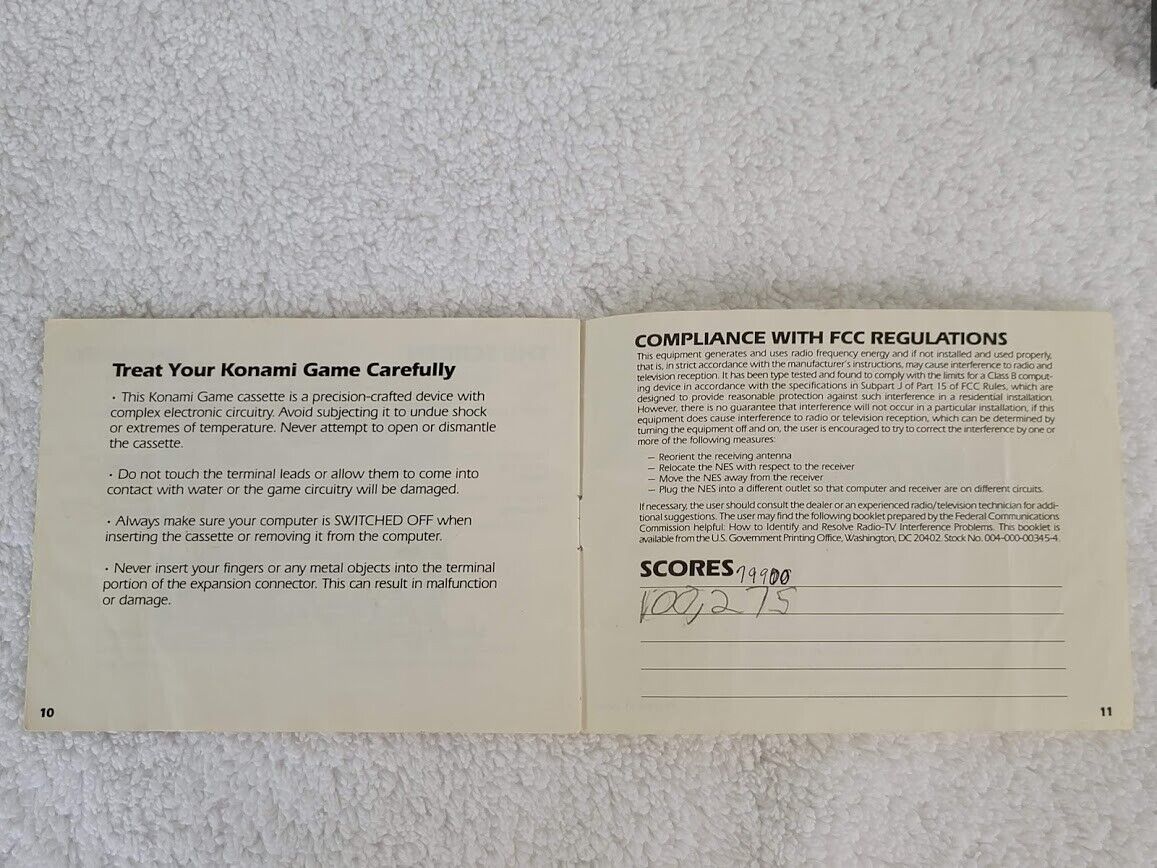 Treat Your Konami Game Carefully
• This Konami Game cassette is a precision-crafted device with
complex electronic circuitry. Avoid subjecting it to undue shock
or extremes of temperature. Never attempt to open or dismantle
the cassette.
• Do not touch the terminal leads or allow them to come into
contact with water or the game circuitry will be damaged.
• Always make sure your computer is SWITCHED OFF when
inserting the cassette or removing it from the computer.
• Never insert your fingers or any metal objects into the terminal
portion of the expansion connector. This can result in malfunction
or damage.
10
COMPLIANCE WITH FCC REGULATIONS
This equipment generates and uses radio frequency energy and if not installed and used properly,
that is, in strict accordance with the manufacturer's instructions, may cause interference to radio and
television reception. It has been type tested and found to comply with the limits for a Class B comput-
ing device in accordance with the specifications in Subpart J of Part 15 of FCC Rules, which are
designed to provide reasonable protection against such interference in a residential installation.
However, there is no guarantee that interference will not occur in a particular installation, if this
equipment does cause interference to radio or television reception, which can be determined by
turning the equipment off and on, the user is encouraged to try to correct the interference by one or
more of the following measures:
— Reorient the receiving antenna
— Relocate the NES with respect to the receiver
— Move the NES away from the receiver
— Plug the NES into a different outlet so that computer and receiver are on different circuits.
If necessary, the user should consult the dealer or an experienced radio/television technician for addi-
tional suggestions. The user may find the following booklet prepared by the Federal Communications
Commission helpful: How to Identify and Resolve Radio-TV Interference Problems. This booklet is
available from the U.S. Government Printing Office, Washington, DC 20402. Stock No. 004-000-00345-4.
SCORES 79900
100,275
11